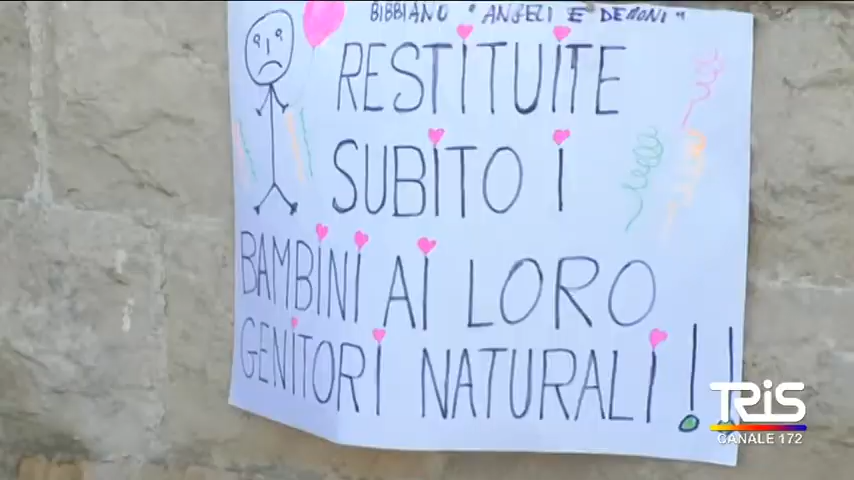 BIBBIANO "ANGELI E DEMONI"
RESTITUITE
SUBITO I
BAMBINI AI LORO
GENITORI NATURALI!!
TRiS
CANALE 172